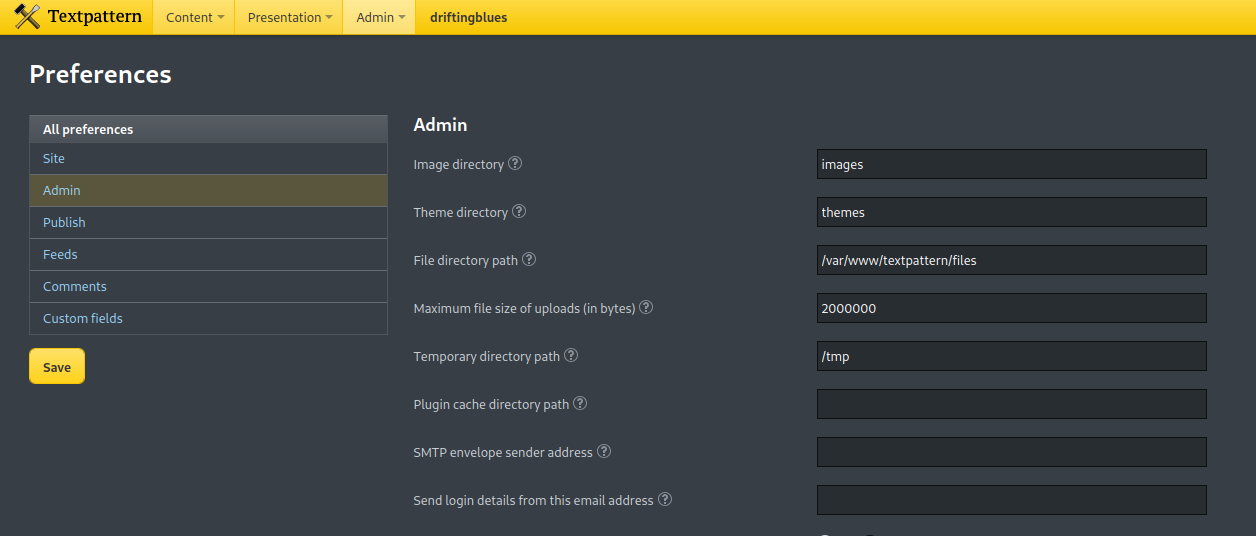 Textpattern Content Presentation Admin driftingblues
Preferences
All preferences
Site
Admin
Publish
Feeds
Comments
Custom fields
Save
Admin
Image directory ? images
Theme directory ? themes
File directory path ? /var/www/textpattern/files
Maximum file size of uploads (in bytes) ? 2000000
Temporary directory path ? /tmp
Plugin cache directory path ?
SMTP envelope sender address ?
Send login details from this email address ?